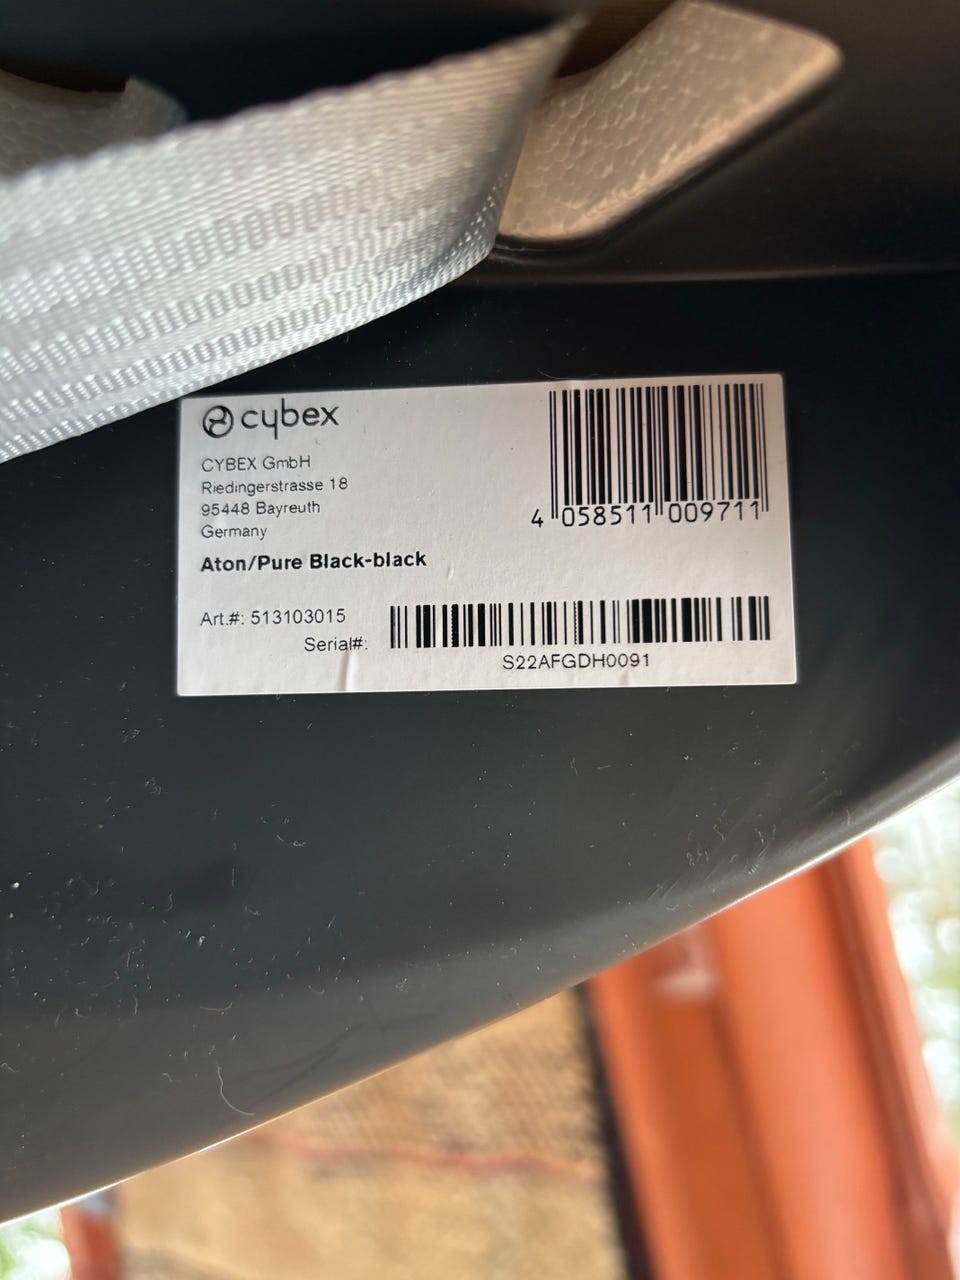 cybex
CYBEX GmbH
Riedingerstrasse 18
95448 Bayreuth
Germany
4 058511 009711
Aton/Pure Black-black
Art.#: 513103015
Serial#:
S22AFGDH0091